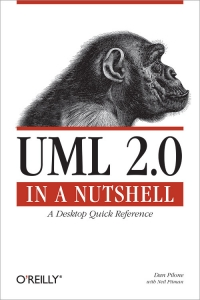 UML 2.0
IN A NUTSHELL
A Desktop Quick Reference
O'REILLY®
Dan Pilone
with Neil Pitman